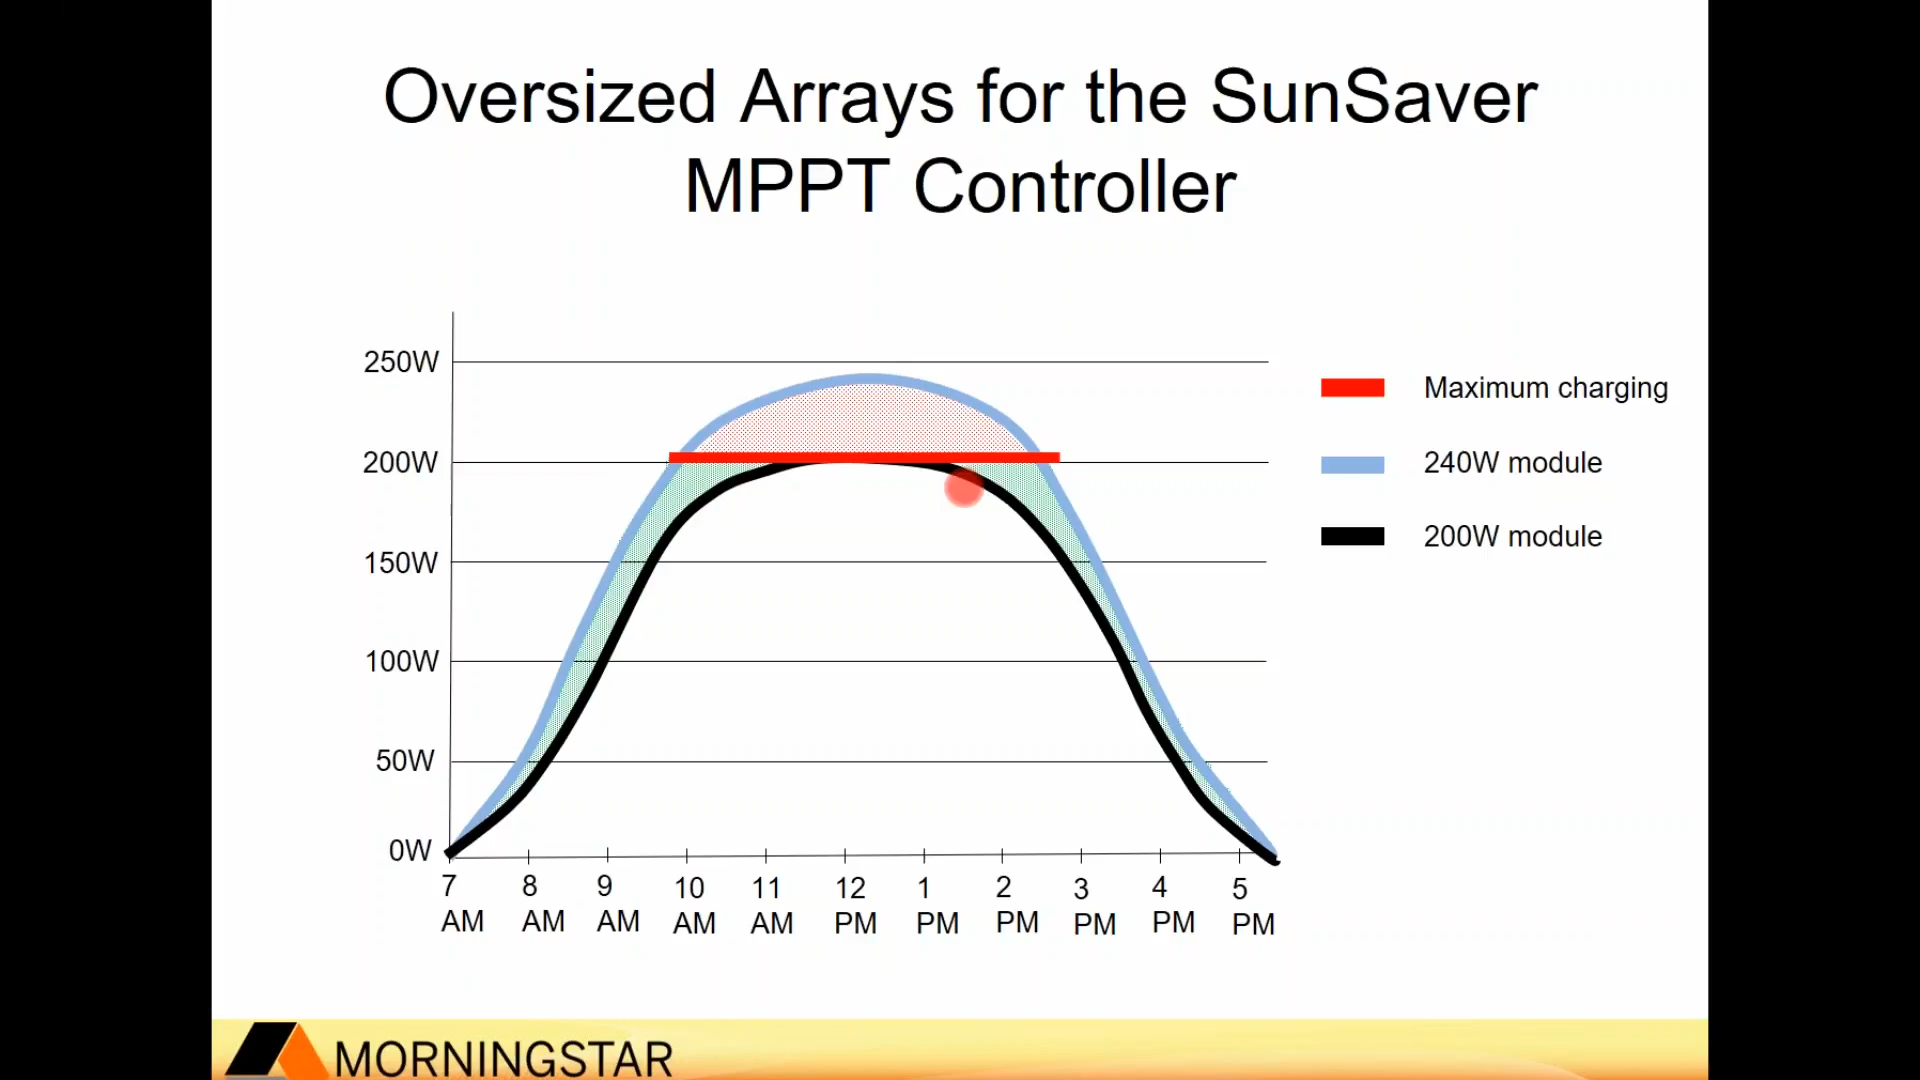 Oversized Arrays for the SunSaver
MPPT Controller
250W
200W
150W
100W
50W
0W
7 AM
8 AM
9 AM
10 AM
11 AM
12 PM
1 PM
2 PM
3 PM
4 PM
5 PM
Maximum charging
240W module
200W module
MORNINGSTAR